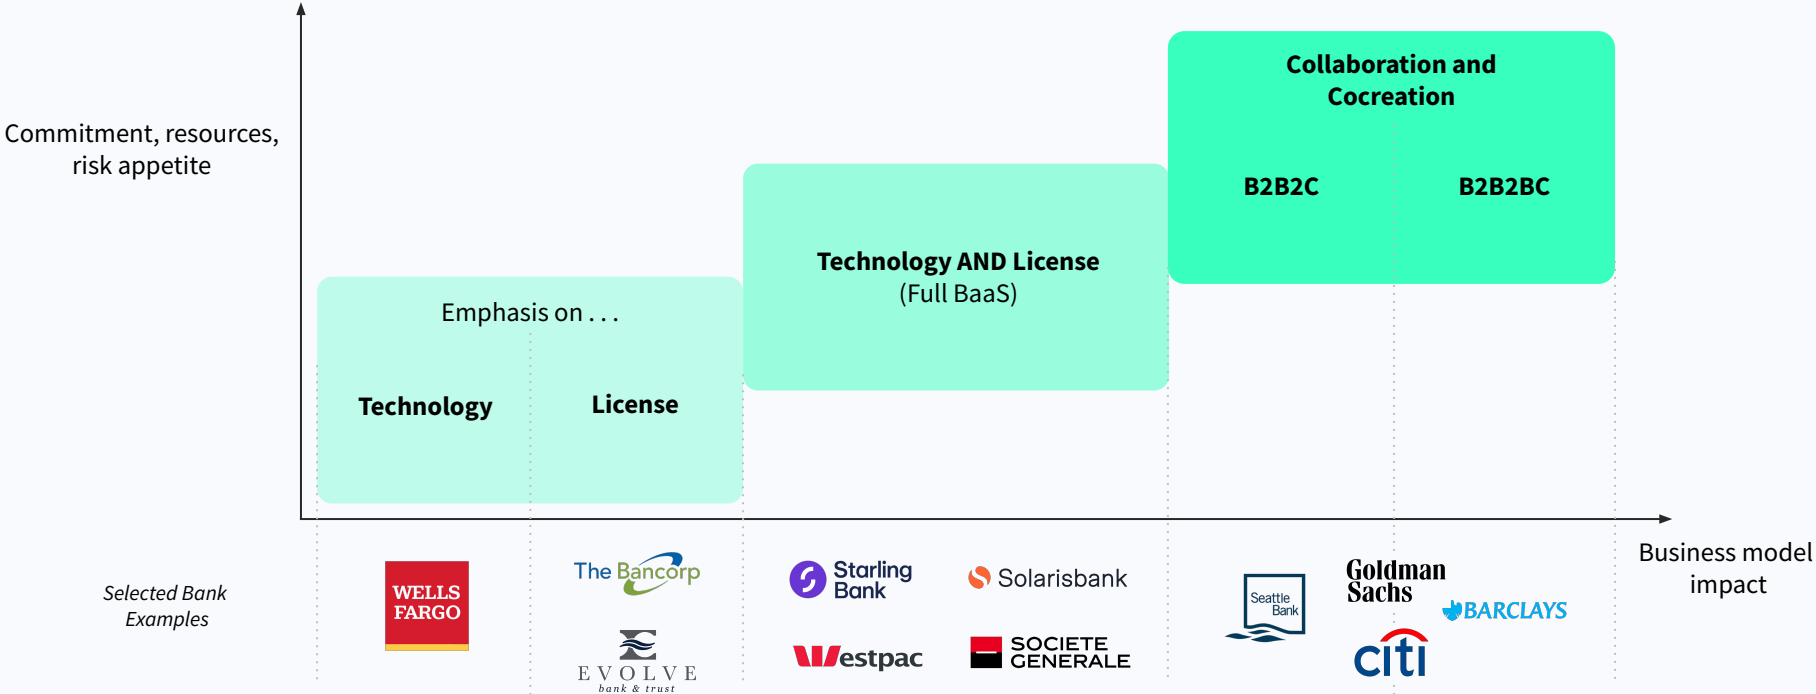 Commitment, resources,
risk appetite
Collaboration and
Cocreation
B2B2C
B2B2BC
Technology AND License
(Full BaaS)
Emphasis on . . .
Technology
License
Business model
impact
Selected Bank
Examples
WELLS
FARGO
The Bancorp
EVOLVE
bank & trust
Starling
Bank
Solarisbank
Westpac
SOCIETE
GENERALE
Seattle
Bank
Goldman
Sachs
BARCLAYS
citi